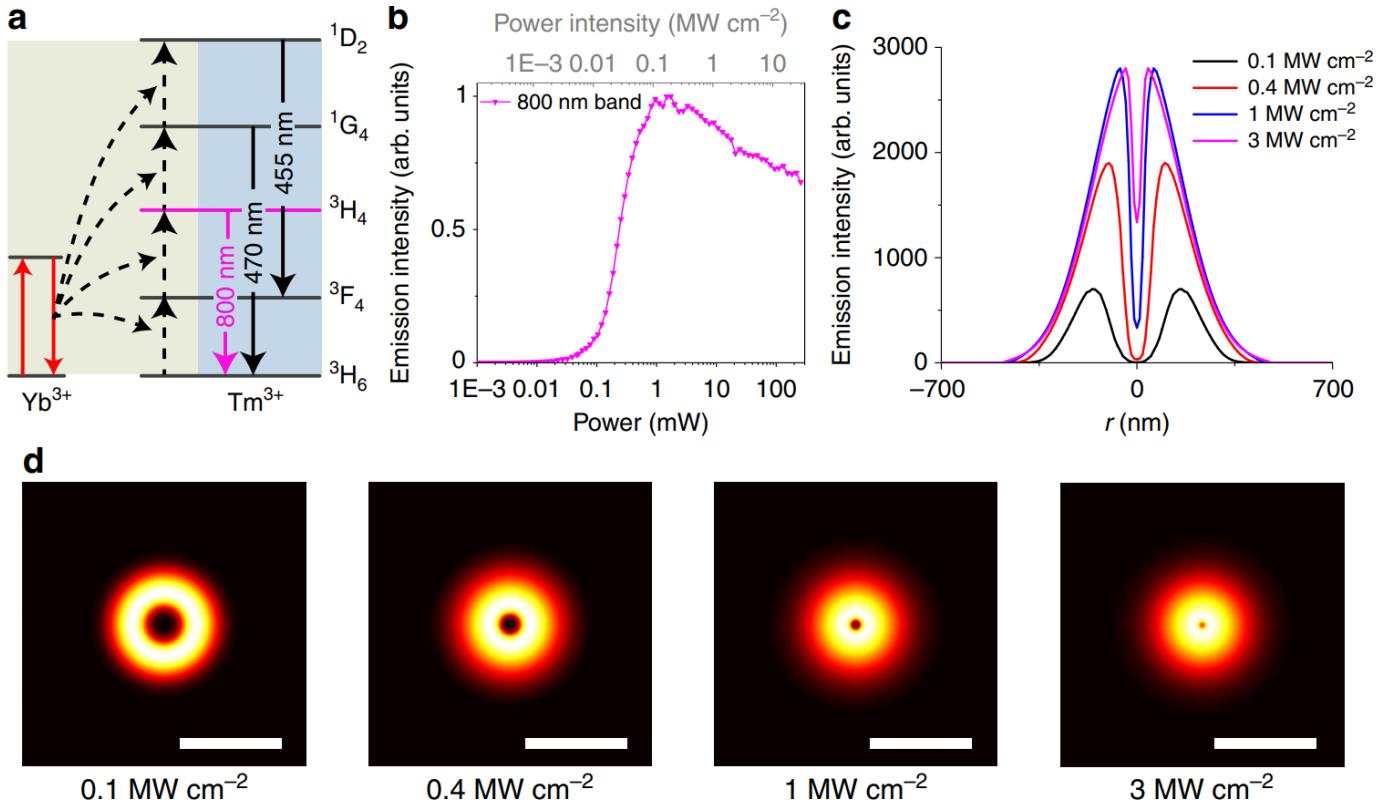 a
¹D₂
¹G₄
³H₄
³F₄
³H₆
455 nm
470 nm
800 nm
Yb³⁺
Tm³⁺
b
Power intensity (MW cm⁻²)
1E−3 0.01 0.1 1 10
800 nm band
Emission intensity (arb. units)
1
0.5
0
1E−3 0.01 0.1 1 10 100
Power (mW)
c
Emission intensity (arb. units)
3000
2000
1000
0
0.1 MW cm⁻²
0.4 MW cm⁻²
1 MW cm⁻²
3 MW cm⁻²
−700 0 700
r (nm)
d
0.1 MW cm⁻²
0.4 MW cm⁻²
1 MW cm⁻²
3 MW cm⁻²